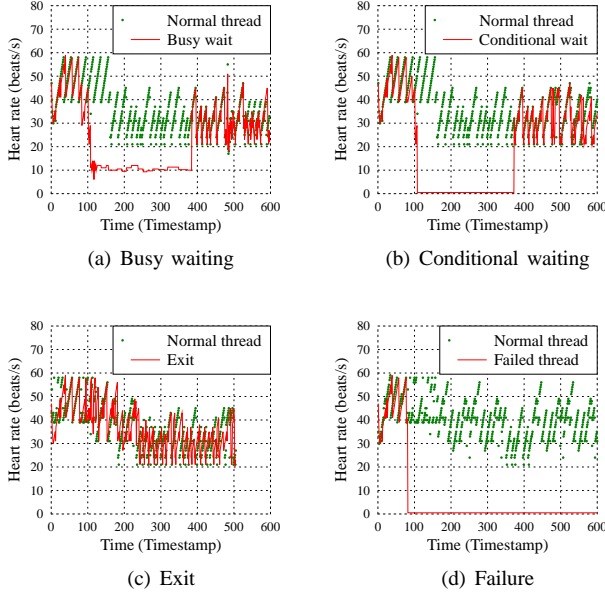 Normal thread
Busy wait
80
70
60
50
40
30
20
10
0
Heart rate (beats/s)
0 100 200 300 400 500 600
Time (Timestamp)
(a) Busy waiting
Normal thread
Conditional wait
80
70
60
50
40
30
20
10
0
Heart rate (beats/s)
0 100 200 300 400 500 600
Time (Timestamp)
(b) Conditional waiting
Normal thread
Exit
80
70
60
50
40
30
20
10
0
Heart rate (beats/s)
0 100 200 300 400 500 600
Time (Timestamp)
(c) Exit
Normal thread
Failed thread
80
70
60
50
40
30
20
10
0
Heart rate (beats/s)
0 100 200 300 400 500 600
Time (Timestamp)
(d) Failure